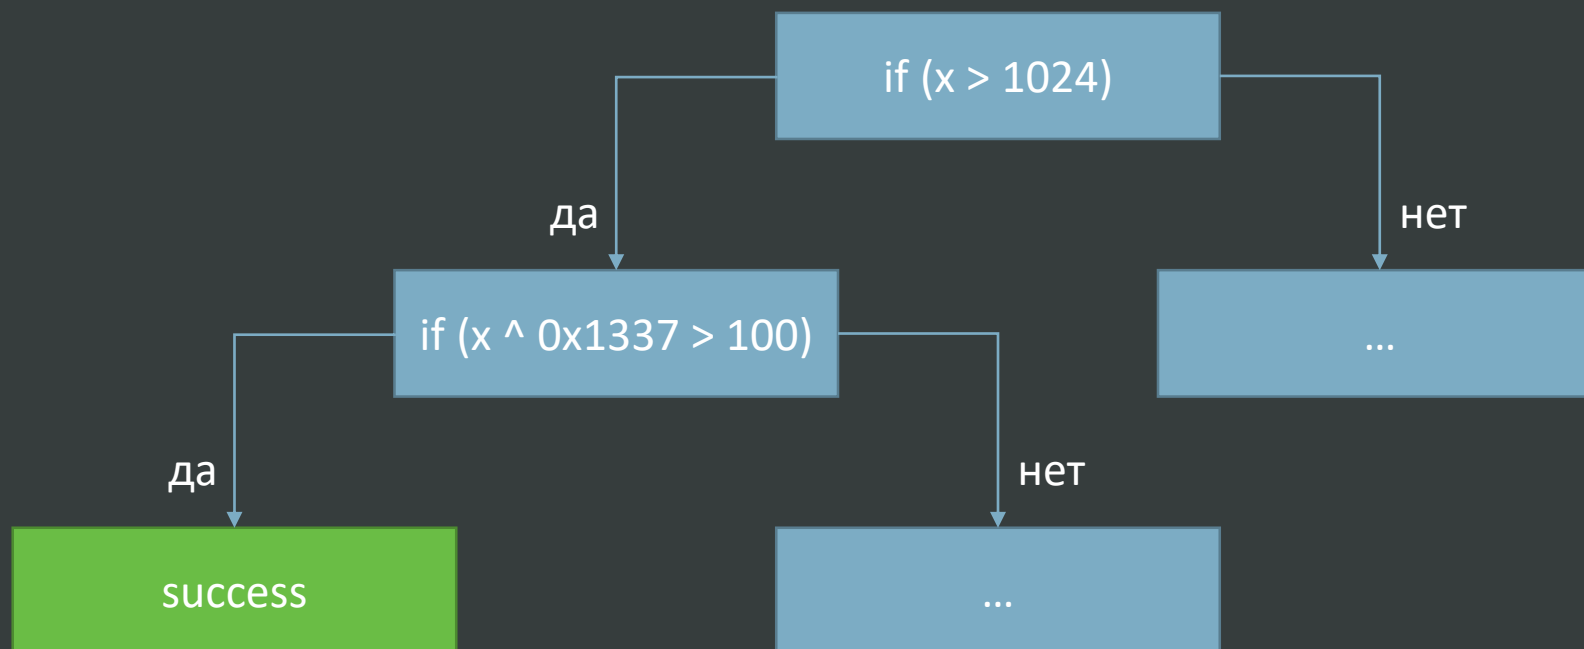 if (x > 1024)
да
нет
if (x ^ 0x1337 > 100)
...
да
нет
success
...